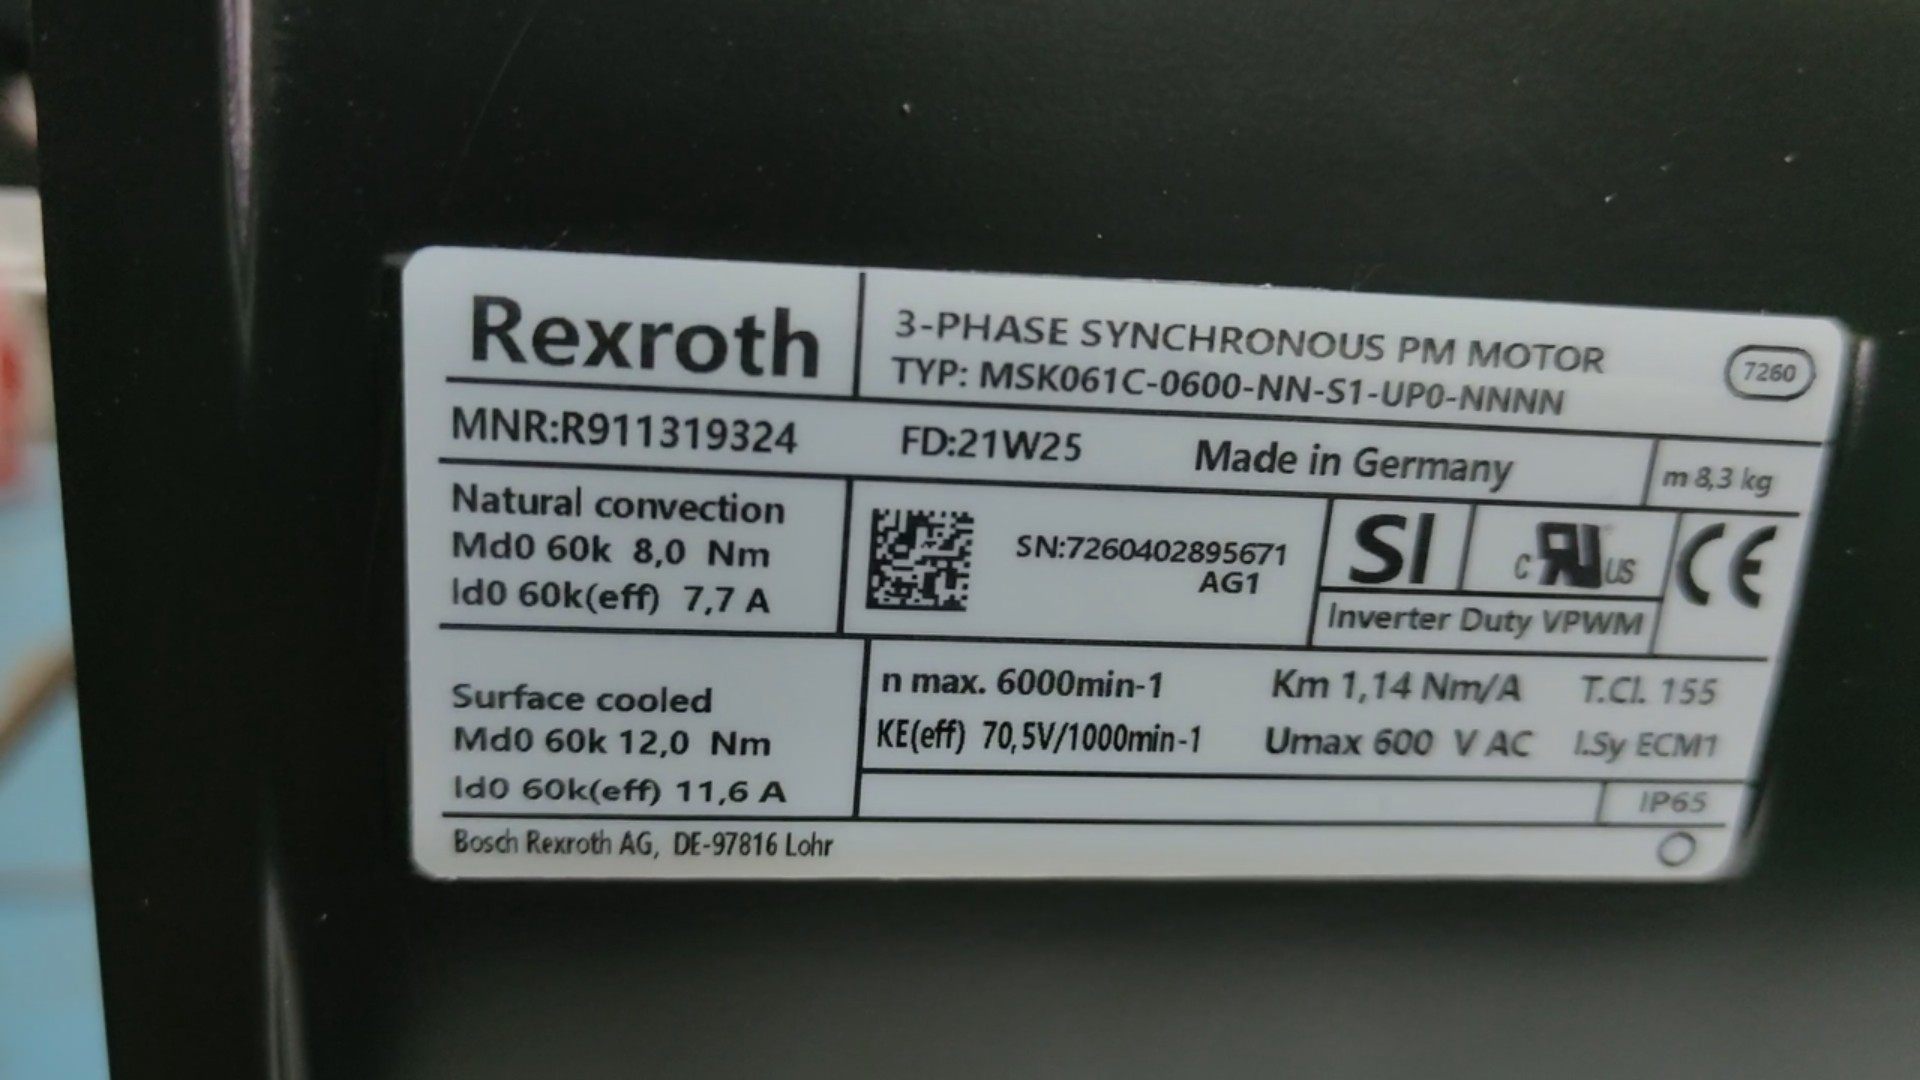 Rexroth
3-PHASE SYNCHRONOUS PM MOTOR
TYP: MSK061C-0600-NN-S1-UP0-NNNN
7260
MNR:R911319324 FD:21W25 Made in Germany m 8,3 kg
Natural convection
Md0 60k 8,0 Nm
Id0 60k(eff) 7,7 A
SN:7260402895671
AG1
SI
c RU US
CE
Inverter Duty VPWM
Surface cooled
Md0 60k 12,0 Nm
Id0 60k(eff) 11,6 A
n max. 6000min-1 Km 1,14 Nm/A T.Cl. 155
KE(eff) 70,5V/1000min-1 Umax 600 V AC I.Sy ECM1
IP65
Bosch Rexroth AG, DE-97816 Lohr